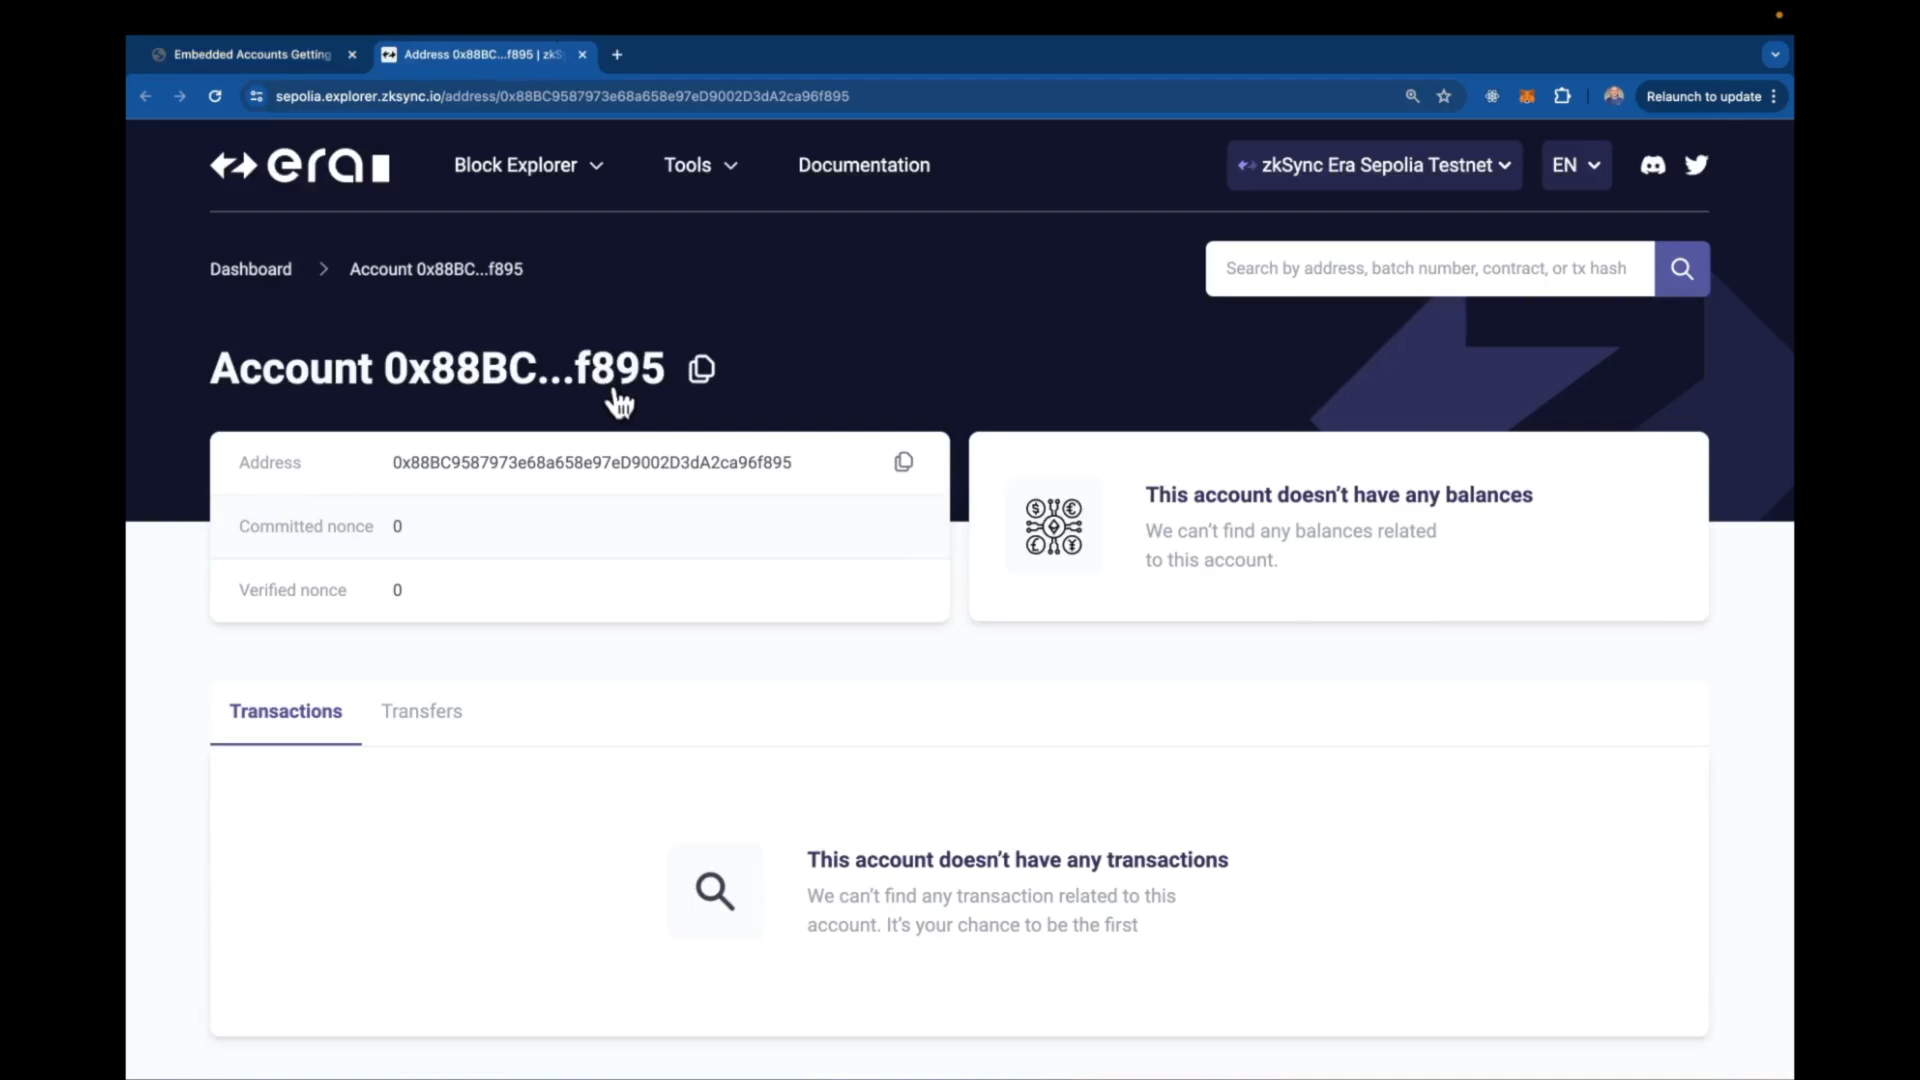 Embedded Accounts Getting
Address 0x88BC...f895 | zkS
sepolia.explorer.zksync.io/address/0x88BC9587973e68a658e97eD9002D3dA2ca96f895
Relaunch to update
era
Block Explorer
Tools
Documentation
zkSync Era Sepolia Testnet
EN
Dashboard
Account 0x88BC...f895
Search by address, batch number, contract, or tx hash
Account 0x88BC...f895
Address 0x88BC9587973e68a658e97eD9002D3dA2ca96f895
Committed nonce 0
Verified nonce 0
This account doesn't have any balances
We can't find any balances related
to this account.
Transactions
Transfers
This account doesn't have any transactions
We can't find any transaction related to this
account. It's your chance to be the first